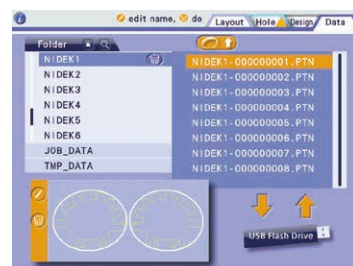 edit name, do Layout Hole Design Data
Folder
NIDEK1
NIDEK2
NIDEK3
NIDEK4
NIDEK5
NIDEK6
JOB_DATA
TMP_DATA
NIDEK1-000000001.PTN
NIDEK1-000000002.PTN
NIDEK1-000000003.PTN
NIDEK1-000000004.PTN
NIDEK1-000000005.PTN
NIDEK1-000000006.PTN
NIDEK1-000000007.PTN
NIDEK1-000000008.PTN
USB Flash Drive